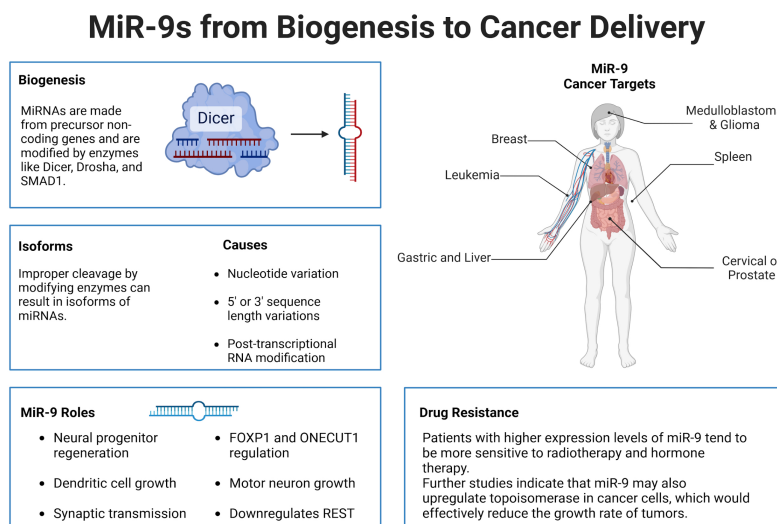 MiR-9s from Biogenesis to Cancer Delivery
Biogenesis
MiRNAs are made
from precursor non-
coding genes and are
modified by enzymes
like Dicer, Drosha, and
SMAD1.
Dicer
Isoforms
Improper cleavage by
modifying enzymes can
result in isoforms of
miRNAs.
Causes
• Nucleotide variation
• 5' or 3' sequence
length variations
• Post-transcriptional
RNA modification
MiR-9
Cancer Targets
Medulloblastom
& Glioma
Breast
Spleen
Leukemia
Gastric and Liver
Cervical o
Prostate
MiR-9 Roles
• Neural progenitor
regeneration
• Dendritic cell growth
• Synaptic transmission
• FOXP1 and ONECUT1
regulation
• Motor neuron growth
• Downregulates REST
Drug Resistance
Patients with higher expression levels of miR-9 tend to
be more sensitive to radiotherapy and hormone
therapy.
Further studies indicate that miR-9 may also
upregulate topoisomerase in cancer cells, which would
effectively reduce the growth rate of tumors.